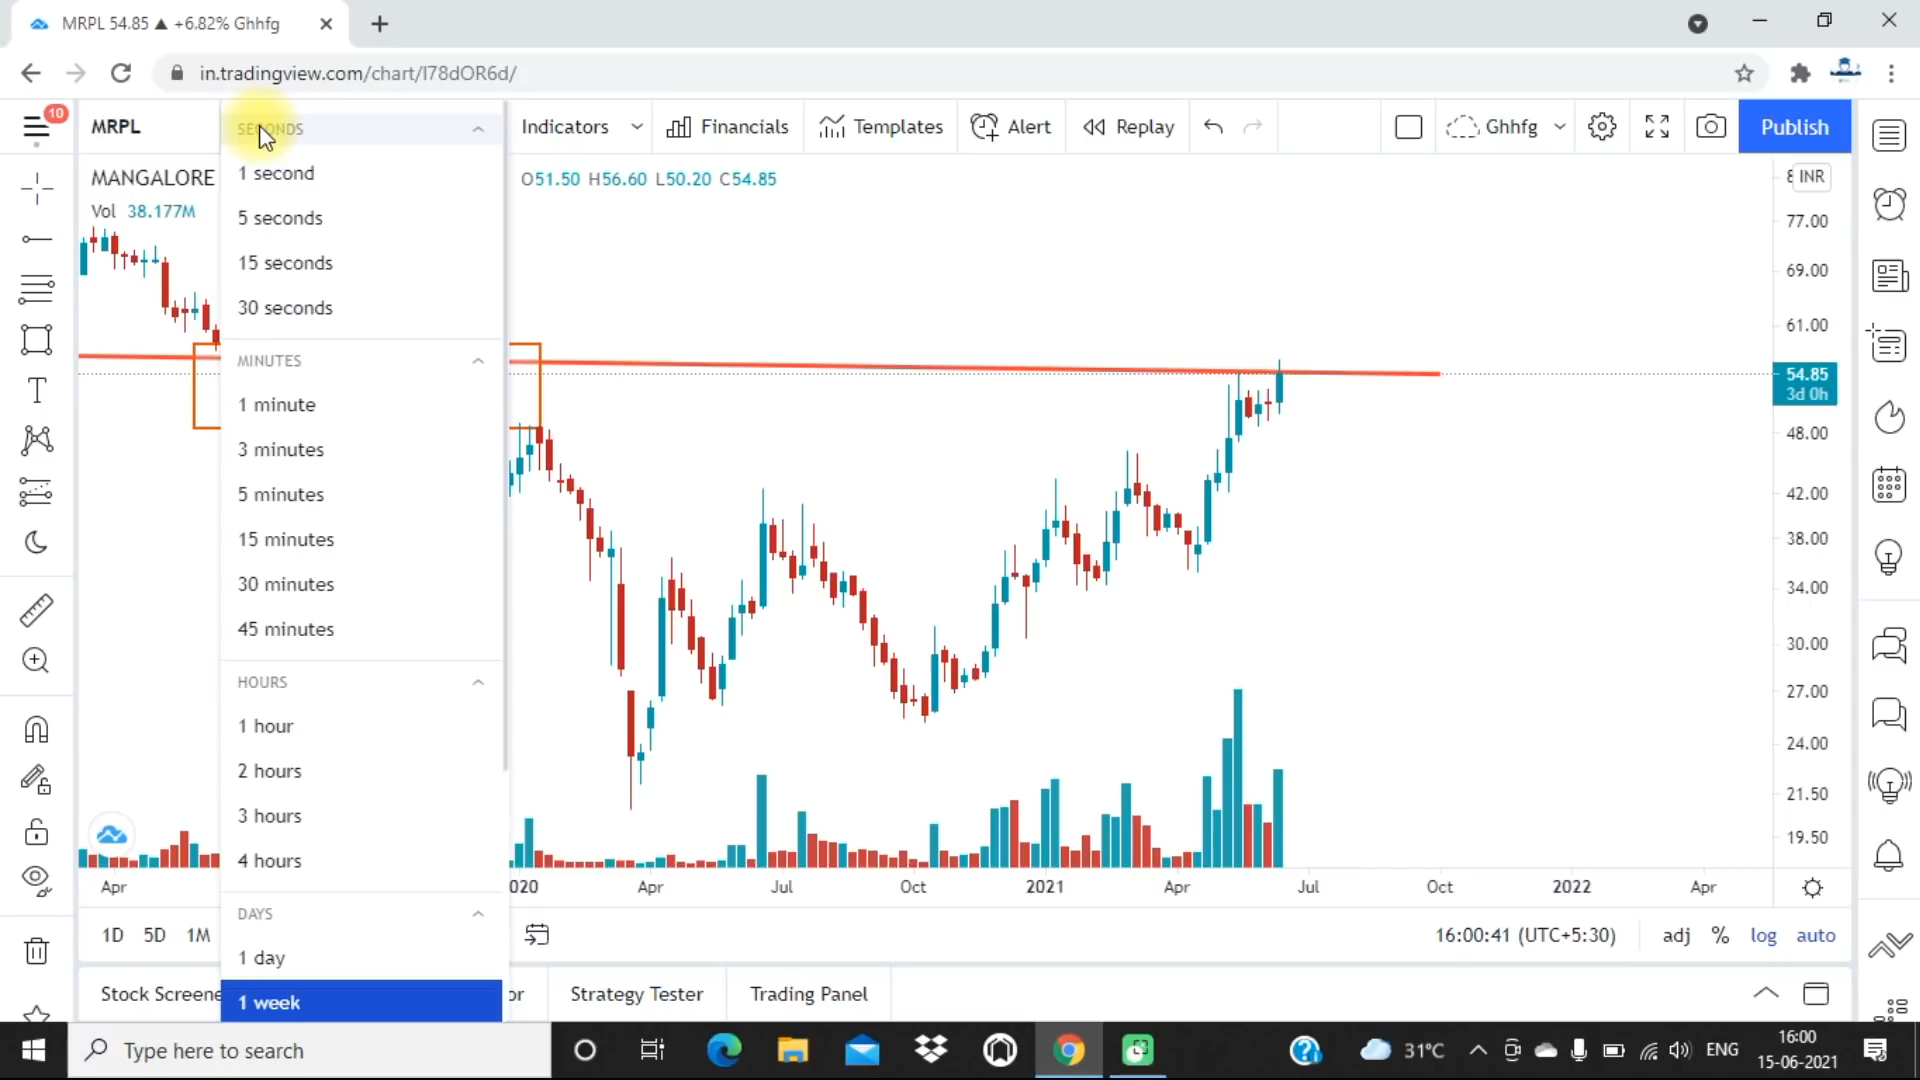 MRPL 54.85 ▲ +6.82% Ghhfg
in.tradingview.com/chart/I78dOR6d/
10
MRPL
SECONDS
Indicators
Financials
Templates
Alert
Replay
Ghhfg
Publish
MANGALORE
O51.50 H56.60 L50.20 C54.85
INR
Vol 38.177M
1 second
5 seconds
15 seconds
30 seconds
MINUTES
1 minute
3 minutes
5 minutes
15 minutes
30 minutes
45 minutes
HOURS
1 hour
2 hours
3 hours
4 hours
DAYS
1 day
1 week
77.00
69.00
61.00
54.85
3d 0h
48.00
42.00
38.00
34.00
30.00
27.00
24.00
21.50
19.50
Apr
020
Apr
Jul
Oct
2021
Apr
Jul
Oct
2022
Apr
1D 5D 1M
16:00:41 (UTC+5:30)
adj % log auto
Stock Screene
or
Strategy Tester
Trading Panel
Type here to search
31°C
ENG
16:00
15-06-2021